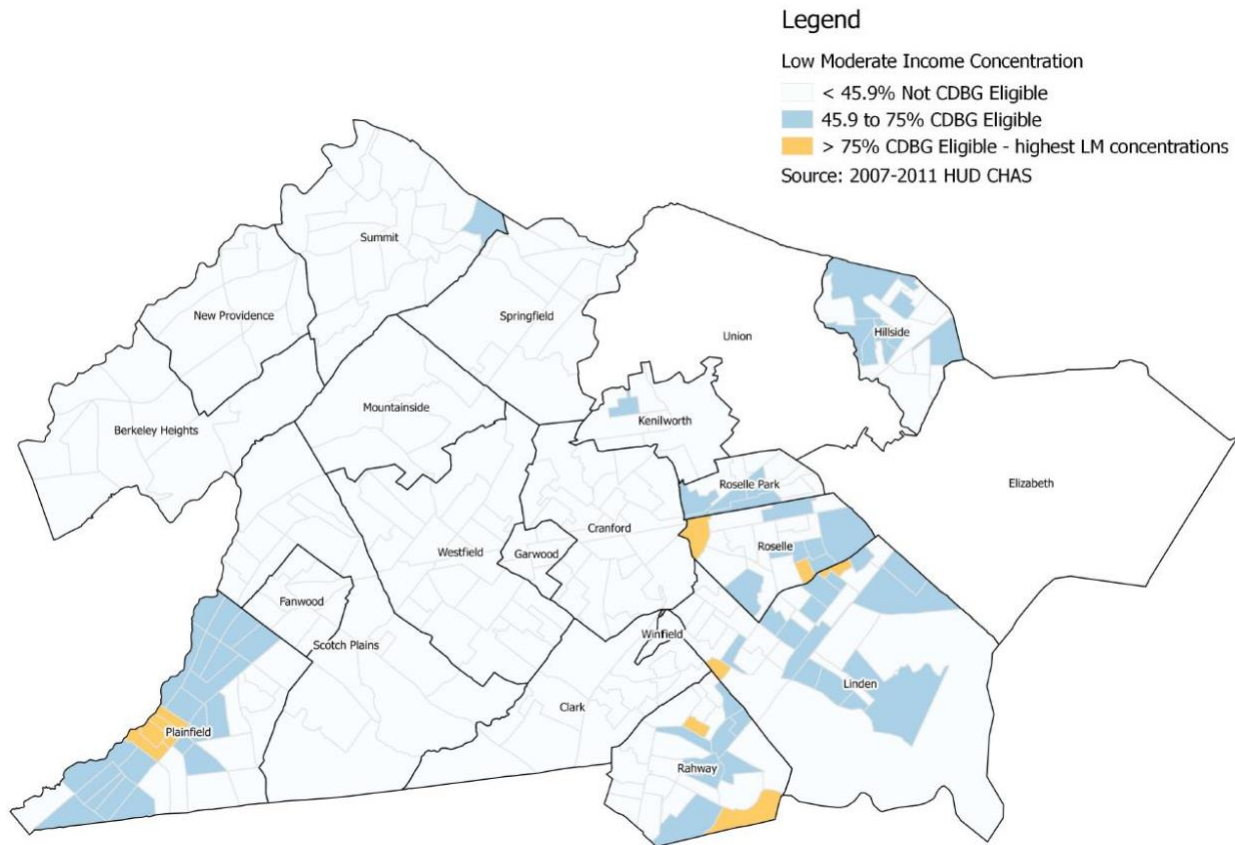 Legend
Low Moderate Income Concentration
< 45.9% Not CDBG Eligible
45.9 to 75% CDBG Eligible
> 75% CDBG Eligible - highest LM concentrations
Source: 2007-2011 HUD CHAS
Summit
New Providence
Springfield
Hillside
Union
Mountainside
Kenilworth
Berkeley Heights
Roselle Park
Elizabeth
Cranford
Westfield
Garwood
Roselle
Fanwood
Winfield
Scotch Plains
Linden
Clark
Plainfield
Rahway